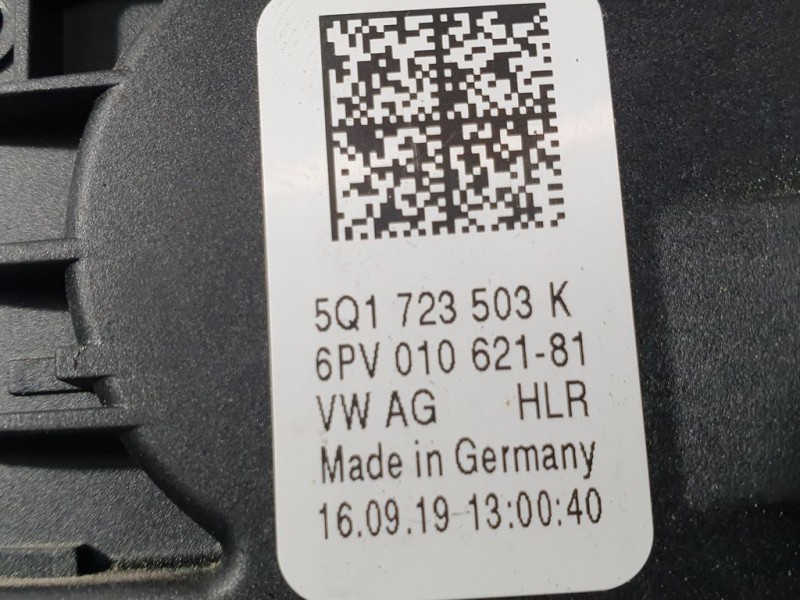 5Q1 723 503 K
6PV 010 621-81
VW AG HLR
Made in Germany
16.09.19 13:00:40